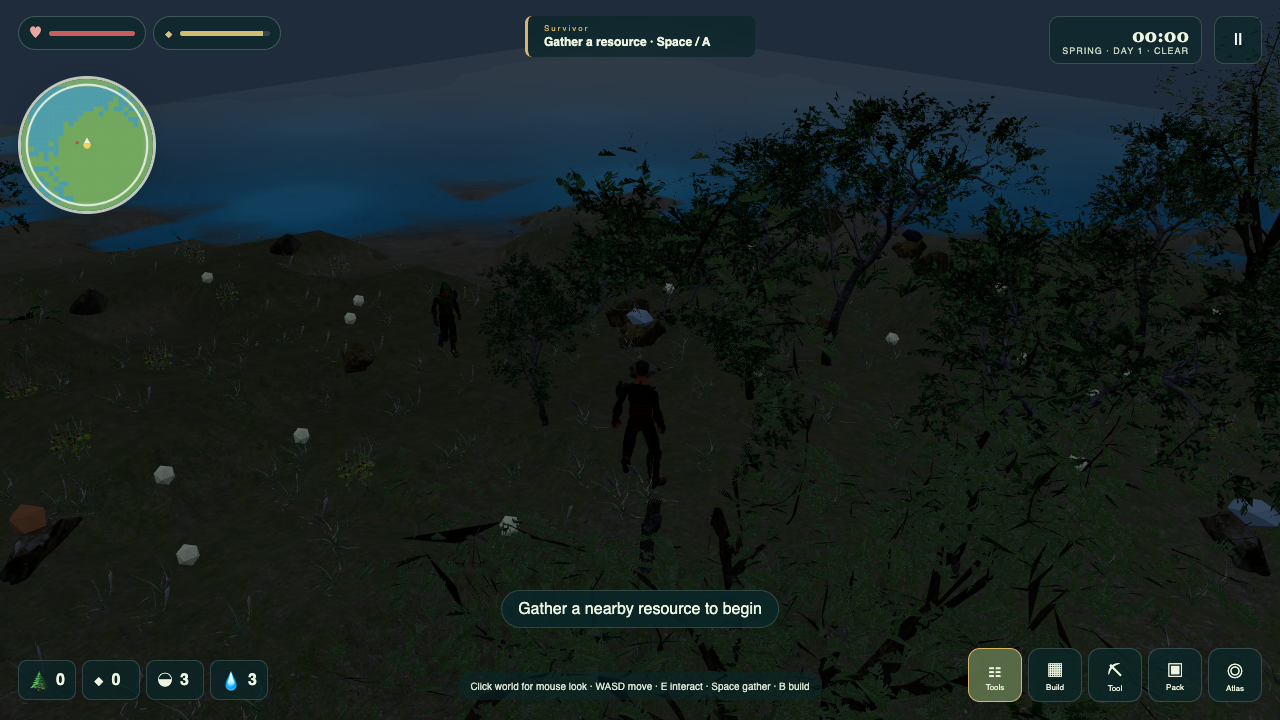 Survivor
Gather a resource · Space / A
00:00
SPRING · DAY 1 · CLEAR
Gather a nearby resource to begin
0
0
3
3
Click world for mouse look · WASD move · E interact · Space gather · B build
Tools
Build
Tool
Pack
Atlas